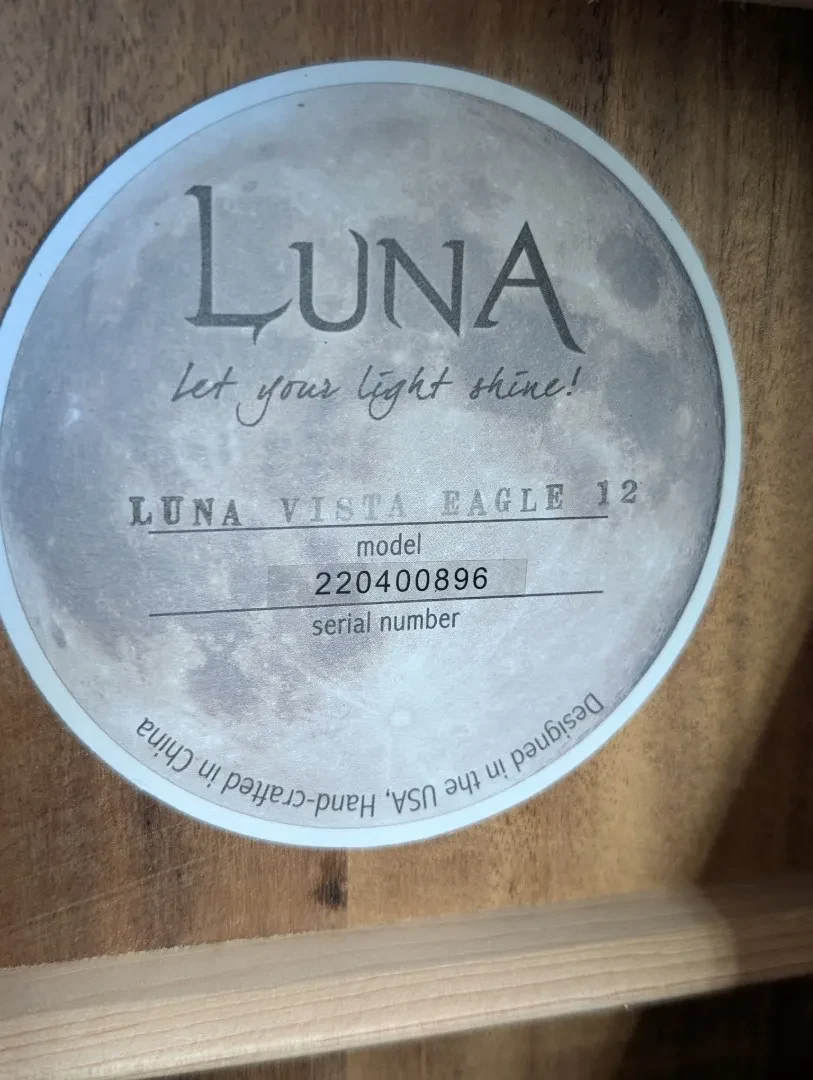 LUNA
Let your light shine!
LUNA VISTA EAGLE 12
model
220400896
serial number
Designed in the USA, Hand-crafted in China